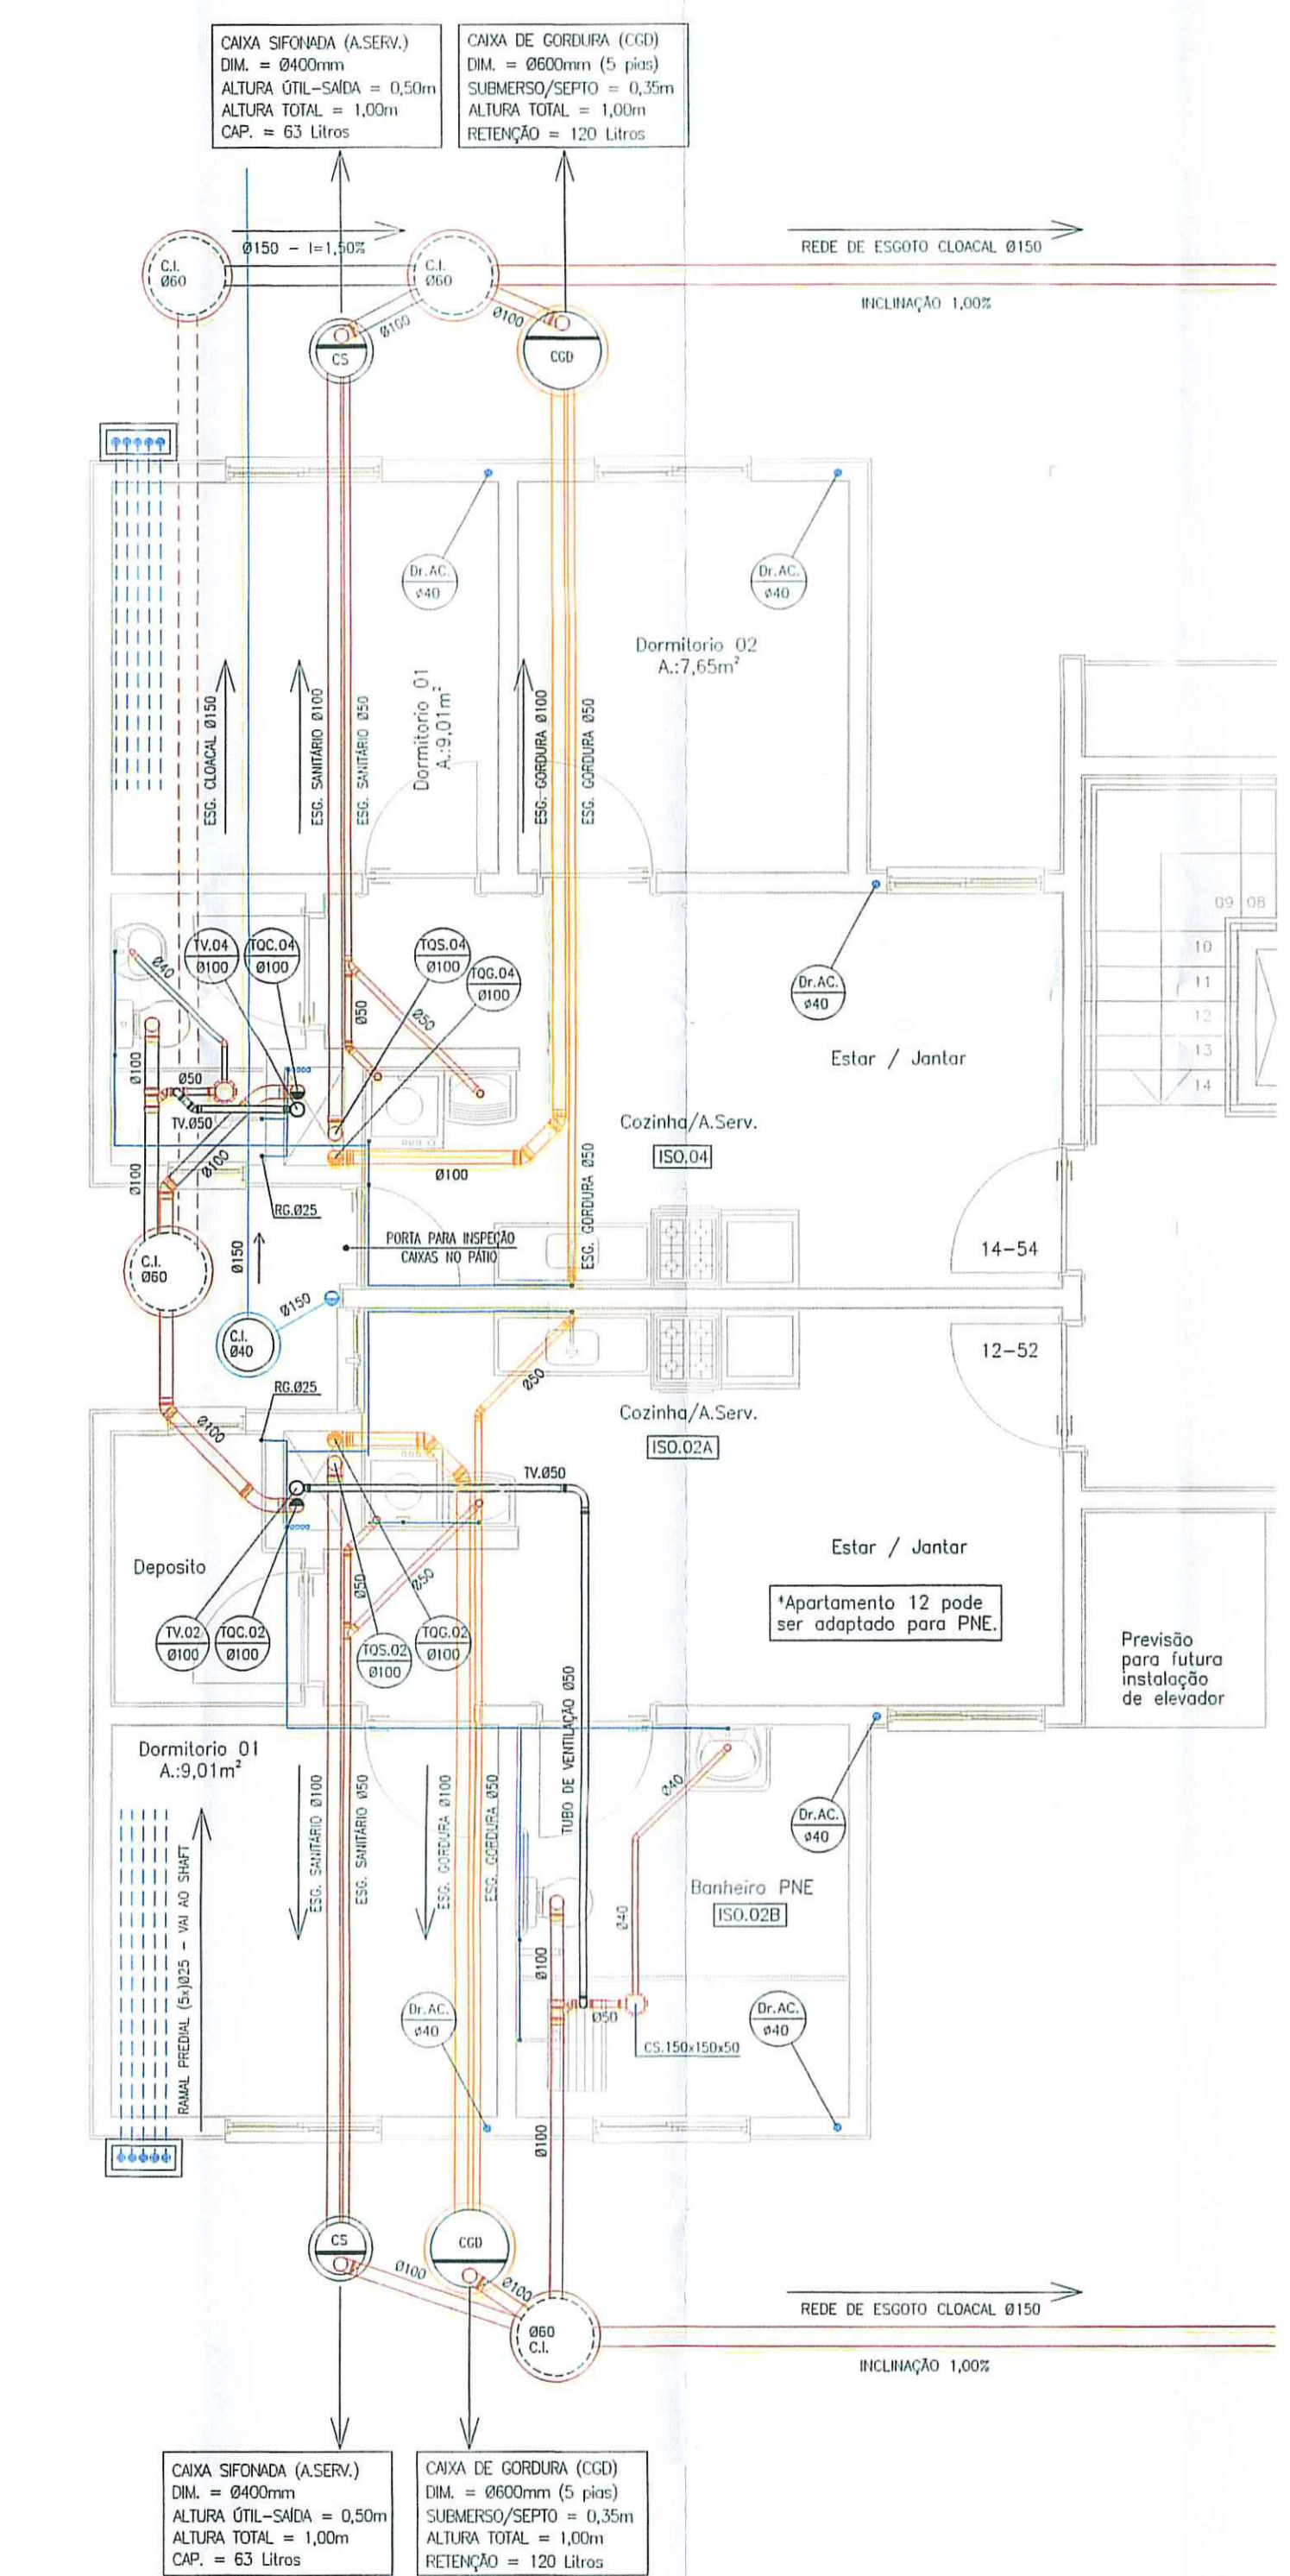 CAIXA SIFONADA (A.SERV.)
DIM. = Ø400mm
ALTURA ÚTIL-SAÍDA = 0,50m
ALTURA TOTAL = 1,00m
CAP. = 63 Litros
CAIXA DE GORDURA (CGD)
DIM. = Ø600mm (5 pias)
SUBMERSO/SEPTO = 0,35m
ALTURA TOTAL = 1,00m
RETENÇÃO = 120 Litros
Ø150 - I=1,50%
REDE DE ESGOTO CLOACAL Ø150
INCLINAÇÃO 1,00%
C.I.
Ø60
C.I.
Ø60
Ø100
Ø100
CS
CGD
Dr.AC.
Ø40
Dr.AC.
Ø40
Dormitorio 02
A.:7,65m²
Dormitorio 01
A.:9,01m²
ESG. CLOACAL Ø150
ESG. SANITÁRIO Ø100
ESG. SANITÁRIO Ø50
ESG. GORDURA Ø100
ESG. GORDURA Ø50
09
08
10
11
12
13
14
TV.04
Ø100
TQC.04
Ø100
TQS.04
Ø100
TQG.04
Ø100
Ø40
Ø50
Ø50
Dr.AC.
Ø40
Estar / Jantar
Ø100
Ø50
TV.Ø50
Ø100
Ø100
Ø100
Cozinha/A.Serv.
ISO.04
ESG. GORDURA Ø50
RG.Ø25
PORTA PARA INSPEÇÃO
CAIXAS NO PÁTIO
C.I.
Ø60
Ø150
14-54
Ø150
C.I.
Ø40
12-52
RG.Ø25
Ø50
Ø100
Cozinha/A.Serv.
ISO.02A
TV.Ø50
Deposito
Estar / Jantar
Ø50
Ø50
*Apartamento 12 pode
ser adaptado para PNE.
TV.02
Ø100
TQC.02
Ø100
TQS.02
Ø100
TQG.02
Ø100
Previsão
para futura
instalação
de elevador
Dormitorio 01
A.:9,01m²
ESG. SANITÁRIO Ø100
ESG. SANITÁRIO Ø50
ESG. GORDURA Ø100
ESG. GORDURA Ø50
TUBO DE VENTILAÇÃO Ø50
Ø40
Dr.AC.
Ø40
RAMAL PREDIAL (5x)Ø25 - VAI AO SHAFT
Banheiro PNE
ISO.02B
Ø40
Ø100
Dr.AC.
Ø40
Ø50
Dr.AC.
Ø40
CS.150x150x50
Ø100
CS
CGD
Ø100
Ø100
Ø60
C.I.
REDE DE ESGOTO CLOACAL Ø150
INCLINAÇÃO 1,00%
CAIXA SIFONADA (A.SERV.)
DIM. = Ø400mm
ALTURA ÚTIL-SAÍDA = 0,50m
ALTURA TOTAL = 1,00m
CAP. = 63 Litros
CAIXA DE GORDURA (CGD)
DIM. = Ø600mm (5 pias)
SUBMERSO/SEPTO = 0,35m
ALTURA TOTAL = 1,00m
RETENÇÃO = 120 Litros